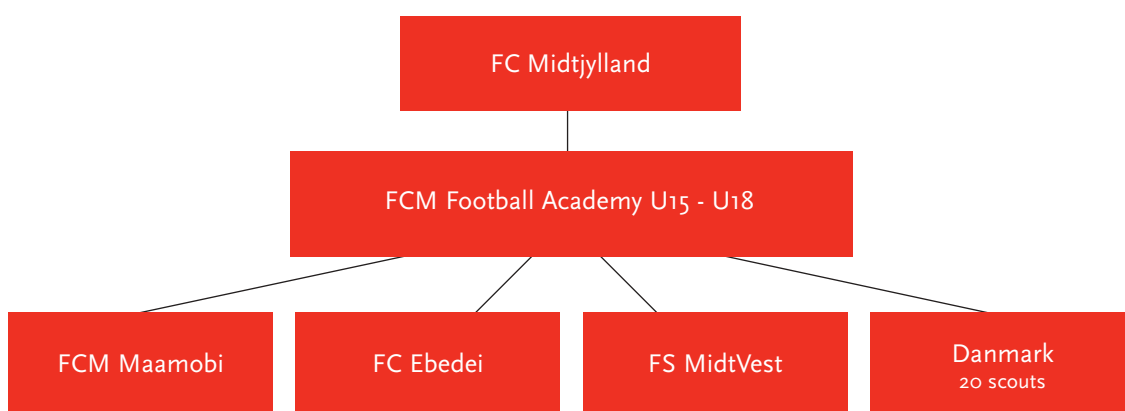 FC Midtjylland
FCM Football Academy U15 - U18
FCM Maamobi
FC Ebedei
FS MidtVest
Danmark
20 scouts